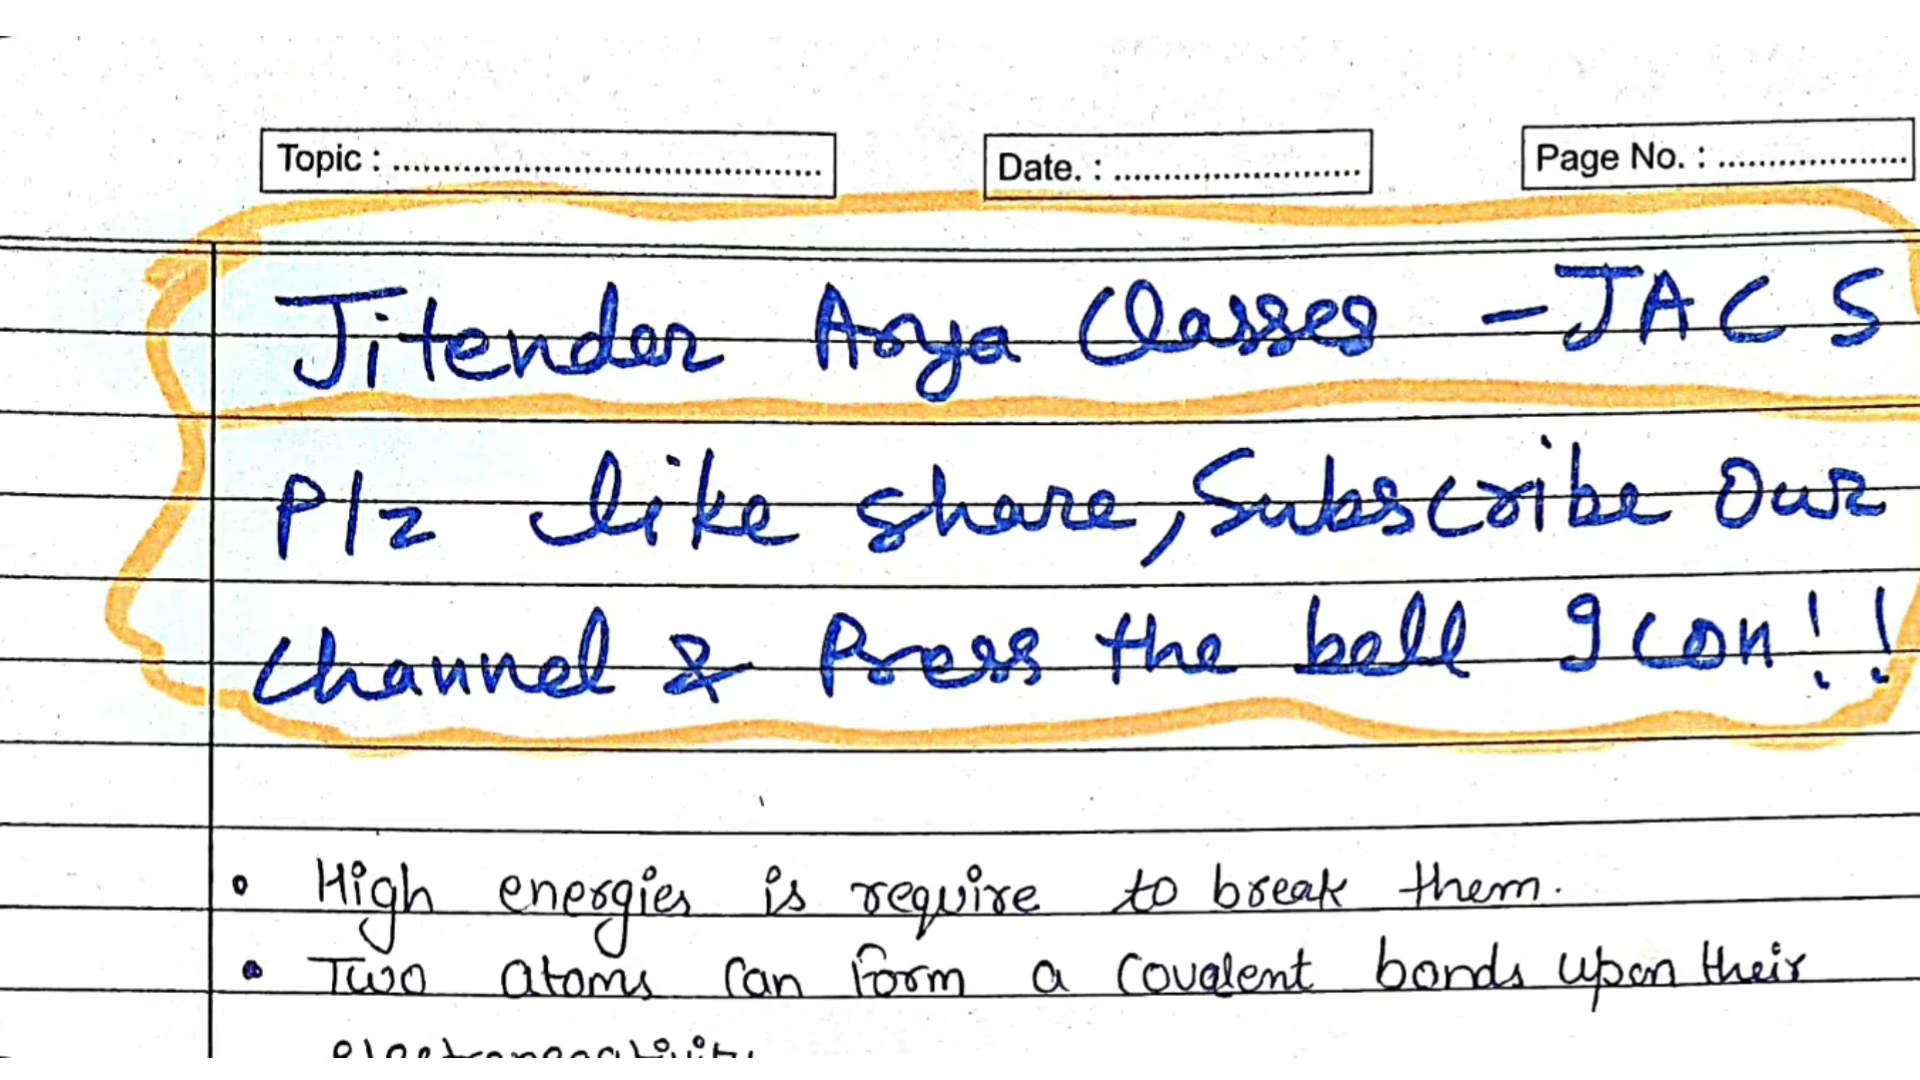 Topic : ........................................ Date. : ........................ Page No. : ...................
Jitender Arya Classes - JACS
Plz like share, Subscribe Our
Channel & Press the bell Icon!!
• High energies is require to break them.
• Two atoms can form a covalent bonds upon their
electronegativity